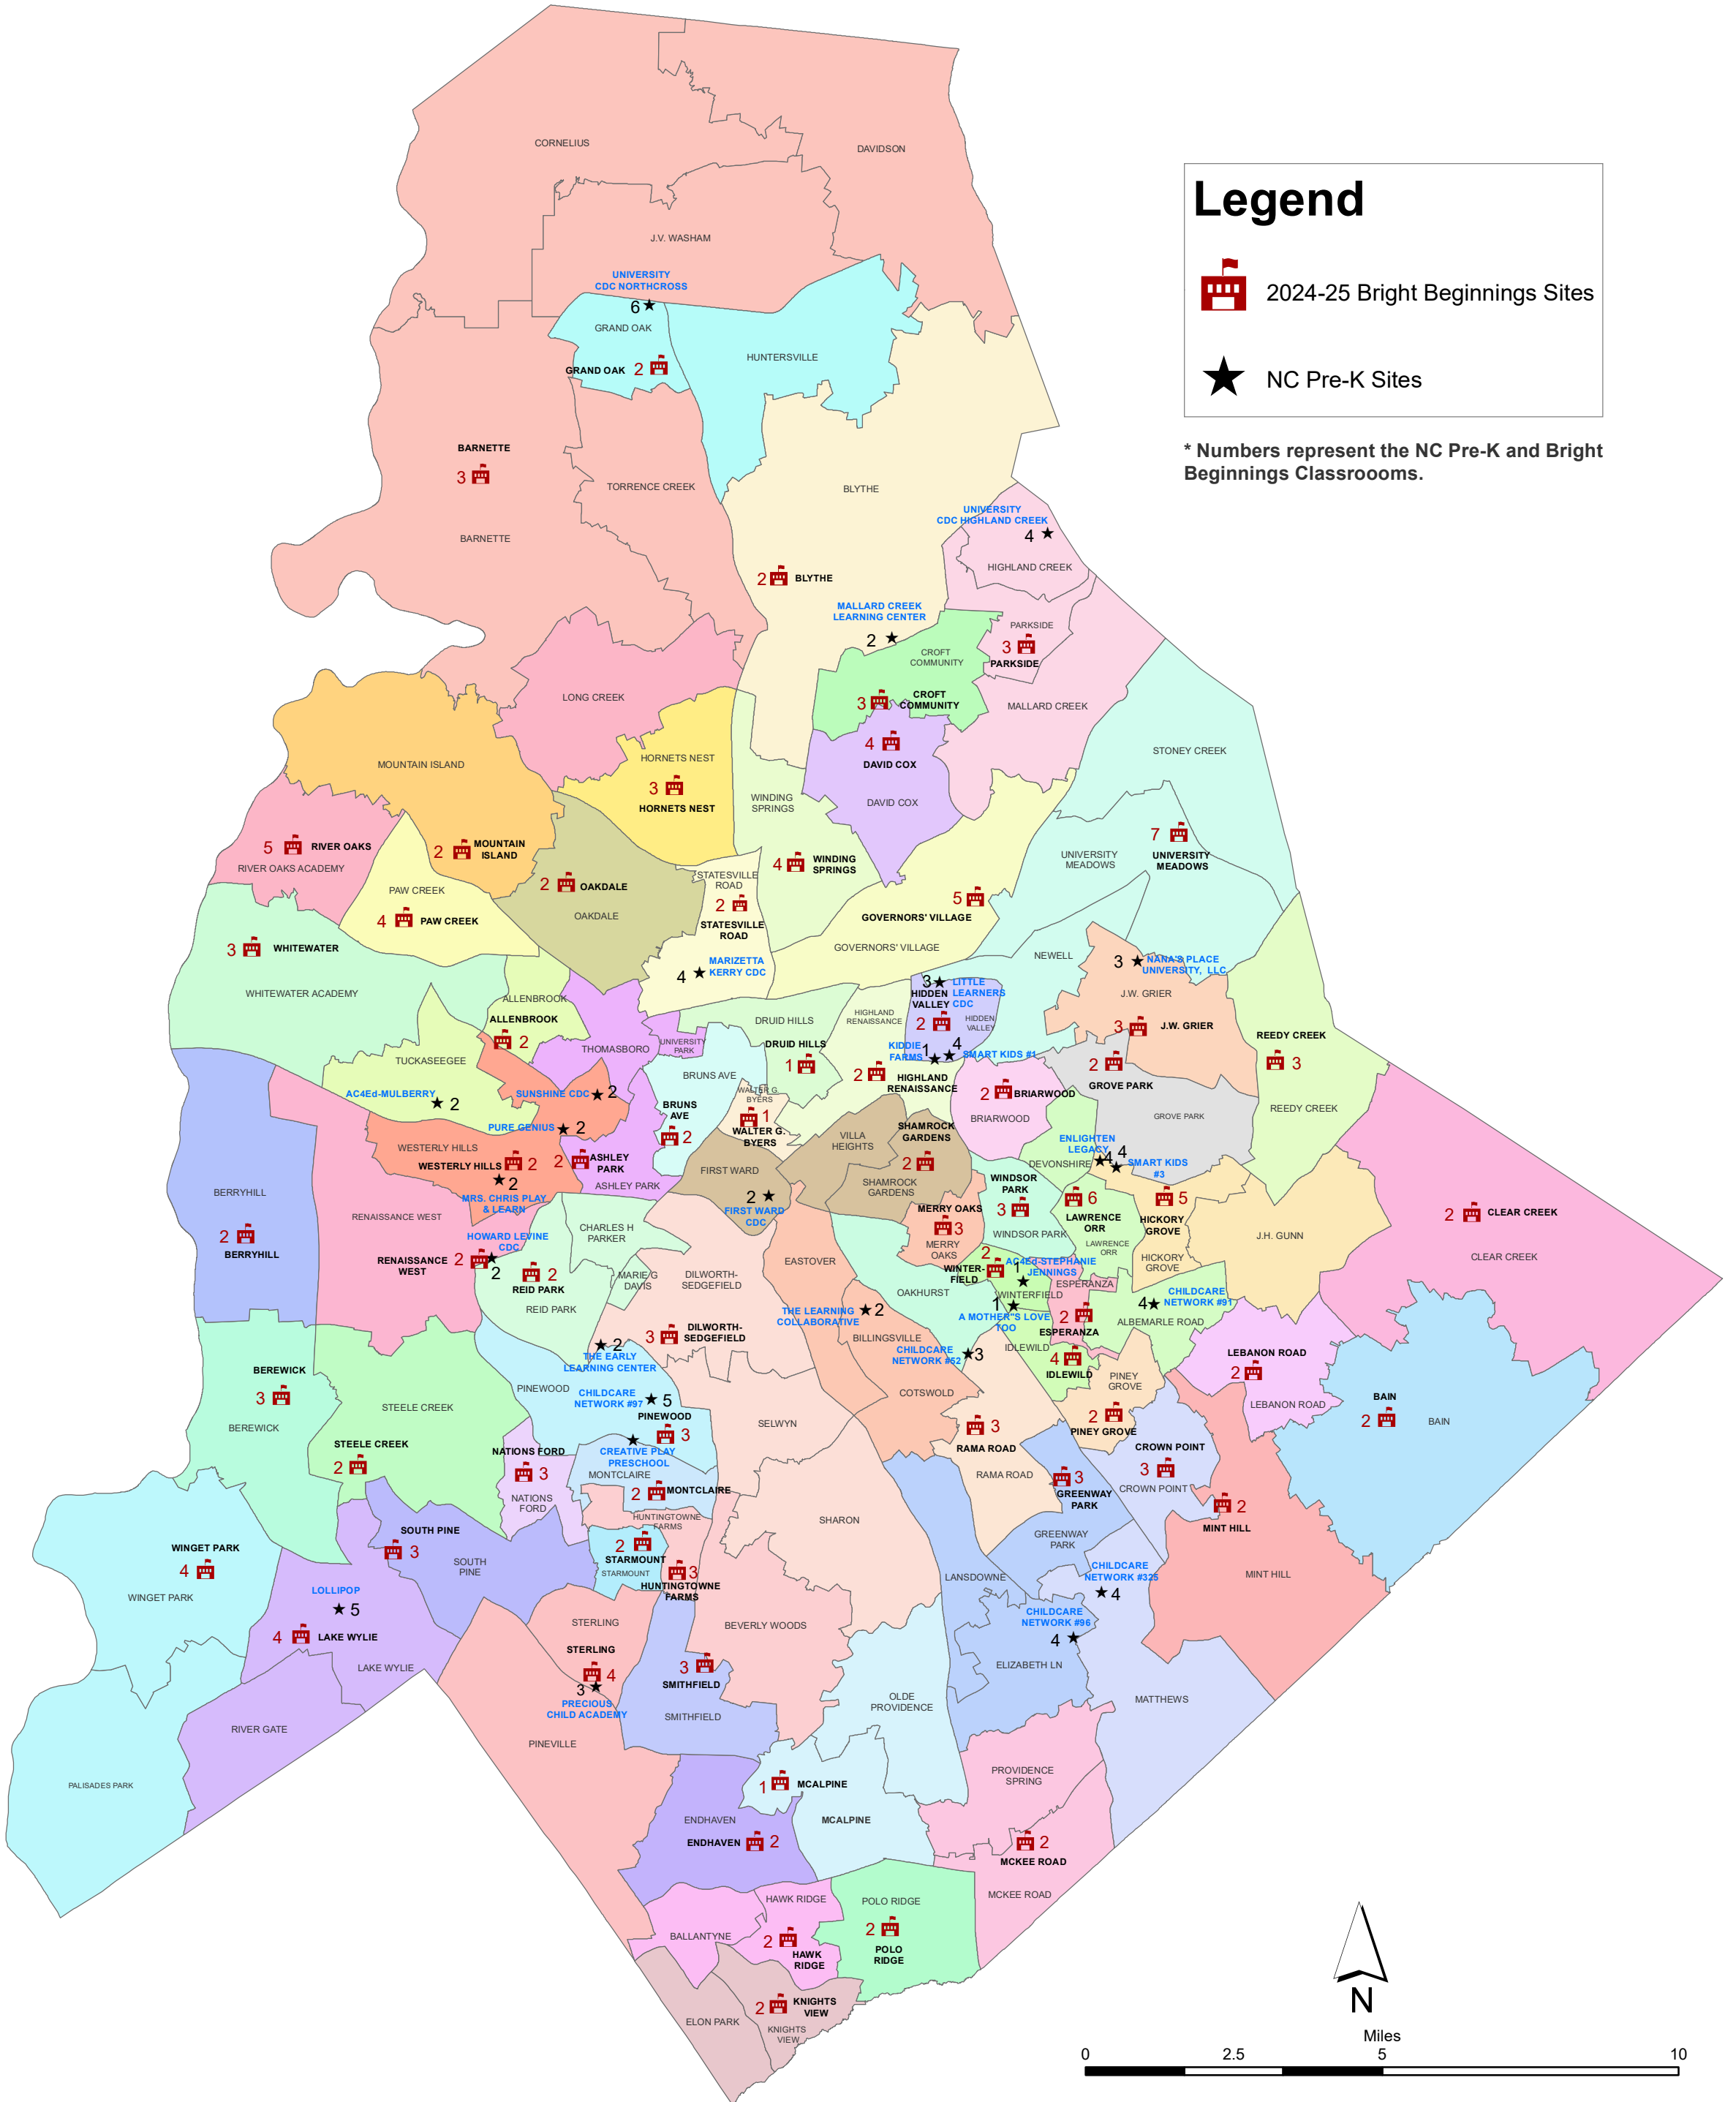 CORNELIUS
DAVIDSON
J.V. WASHAM
UNIVERSITY
CDC NORTHCROSS
6
GRAND OAK
GRAND OAK 2
HUNTERSVILLE
Legend
2024-25 Bright Beginnings Sites
NC Pre-K Sites
* Numbers represent the NC Pre-K and Bright
Beginnings Classroooms.
BARNETTE
3
BARNETTE
TORRENCE CREEK
BLYTHE
2 BLYTHE
UNIVERSITY
CDC HIGHLAND CREEK
4
HIGHLAND CREEK
MALLARD CREEK
LEARNING CENTER
2
PARKSIDE
3
PARKSIDE
CROFT
COMMUNITY
3 CROFT
COMMUNITY
LONG CREEK
MALLARD CREEK
4
DAVID COX
DAVID COX
STONEY CREEK
MOUNTAIN ISLAND
HORNETS NEST
3
HORNETS NEST
WINDING
SPRINGS
4 WINDING
SPRINGS
5 RIVER OAKS
RIVER OAKS ACADEMY
2 MOUNTAIN
ISLAND
7
UNIVERSITY
MEADOWS
UNIVERSITY
MEADOWS
PAW CREEK
4 PAW CREEK
2 OAKDALE
OAKDALE
STATESVILLE
ROAD
2
STATESVILLE
ROAD
5
GOVERNORS' VILLAGE
GOVERNORS' VILLAGE
3 WHITEWATER
WHITEWATER ACADEMY
MARIZETTA
KERRY CDC
4
NEWELL
3 NANA'S PLACE
UNIVERSITY, LLC
J.W. GRIER
3 J.W. GRIER
ALLENBROOK
ALLENBROOK
2
3 LITTLE
LEARNERS
CDC
HIDDEN
VALLEY
2 HIDDEN
VALLEY
DRUID HILLS
DRUID HILLS
1
HIGHLAND
RENAISSANCE
2 HIGHLAND
RENAISSANCE
KIDDIE
FARMS
1
4
SMART KIDS #1
REEDY CREEK
3
REEDY CREEK
TUCKASEEGEE
THOMASBORO
UNIVERSITY
PARK
BRUNS AVE
BRUNS
AVE
2
WALTER G.
BYERS
1
WALTER G.
BYERS
2
GROVE PARK
GROVE PARK
2 BRIARWOOD
BRIARWOOD
AC4Ed-MULBERRY
2
SUNSHINE CDC 2
PURE GENIUS 2
WESTERLY HILLS
WESTERLY HILLS 2
2
MRS. CHRIS PLAY
& LEARN
2 ASHLEY
PARK
ASHLEY PARK
VILLA
HEIGHTS
SHAMROCK
GARDENS
2
SHAMROCK
GARDENS
FIRST WARD
2
FIRST WARD
CDC
ENLIGHTEN
LEGACY
4
4
SMART KIDS
#3
DEVONSHIRE
BERRYHILL
2
BERRYHILL
RENAISSANCE WEST
HOWARD LEVINE
CDC
RENAISSANCE
WEST
2
2
CHARLES H
PARKER
2
REID PARK
REID PARK
MARIE G
DAVIS
DILWORTH-
SEDGEFIELD
3 DILWORTH-
SEDGEFIELD
WINDSOR
PARK
3
WINDSOR PARK
MERRY OAKS
3
MERRY
OAKS
6
LAWRENCE
ORR
LAWRENCE
ORR
5
HICKORY
GROVE
HICKORY
GROVE
J.H. GUNN
2 CLEAR CREEK
CLEAR CREEK
EASTOVER
OAKHURST
2
WINTER-
FIELD
AC4Ed-STEPHANIE
JENNINGS
1
WINTERFIELD
1
A MOTHER"S LOVE
TOO
ESPERANZA
2
ESPERANZA
4 CHILDCARE
NETWORK #91
ALBEMARLE ROAD
THE LEARNING
COLLABORATIVE
2
BILLINGSVILLE
CHILDCARE
NETWORK #52
3
COTSWOLD
IDLEWILD
4
IDLEWILD
2
THE EARLY
LEARNING CENTER
PINEWOOD
CHILDCARE
NETWORK #97
5
PINEWOOD
3
CREATIVE PLAY
PRESCHOOL
BEREWICK
3
BEREWICK
STEELE CREEK
STEELE CREEK
2
SELWYN
PINEY
GROVE
2
PINEY GROVE
LEBANON ROAD
2
LEBANON ROAD
BAIN
2
BAIN
3
RAMA ROAD
RAMA ROAD
CROWN POINT
3
CROWN POINT
NATIONS FORD
3
NATIONS
FORD
MONTCLAIRE
2 MONTCLAIRE
3
GREENWAY
PARK
GREENWAY
PARK
2
MINT HILL
MINT HILL
SHARON
HUNTINGTOWNE
FARMS
2
STARMOUNT
STARMOUNT
3
HUNTINGTOWNE
FARMS
SOUTH PINE
3
SOUTH
PINE
WINGET PARK
4
WINGET PARK
LOLLIPOP
5
4 LAKE WYLIE
LAKE WYLIE
LANSDOWNE
CHILDCARE
NETWORK #325
4
CHILDCARE
NETWORK #96
4
ELIZABETH LN
STERLING
STERLING
4
3
PRECIOUS
CHILD ACADEMY
BEVERLY WOODS
3
SMITHFIELD
SMITHFIELD
OLDE
PROVIDENCE
MATTHEWS
RIVER GATE
PINEVILLE
PALISADES PARK
1 MCALPINE
MCALPINE
PROVIDENCE
SPRING
ENDHAVEN
ENDHAVEN 2
2
MCKEE ROAD
MCKEE ROAD
HAWK RIDGE
2
HAWK
RIDGE
POLO RIDGE
2
POLO
RIDGE
BALLANTYNE
2 KNIGHTS
VIEW
KNIGHTS
VIEW
ELON PARK
N
Miles
0 2.5 5 10